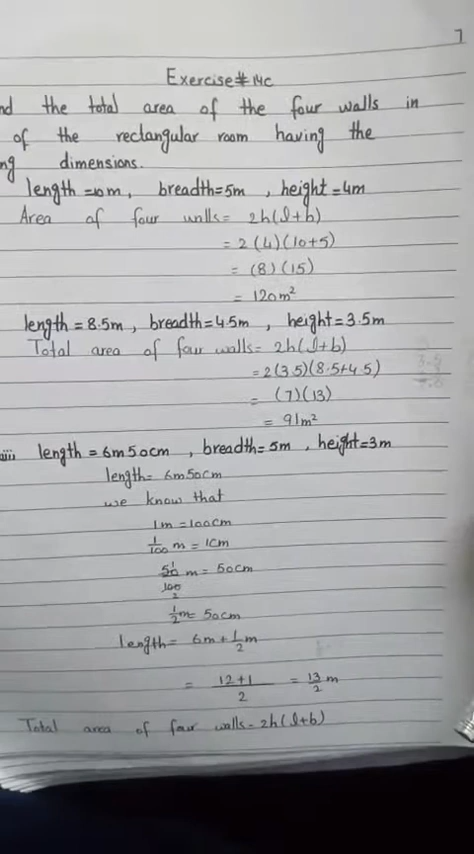 7
Exercise# 14c
nd the total area of the four walls in
of the rectangular room having the
ng dimensions.
length = 10m, breadth=5m , height=4m
Area of four walls= 2h(l+b)
= 2(4)(10+5)
= (8)(15)
= 120m²
length = 8.5m , breadth=4.5m , height=3.5m
Total area of four walls= 2h(l+b)
=2(3.5)(8.5+4.5)
= (7)(13)
= 91m²
iii length = 6m50cm , breadth=5m , height=3m
length= 6m50cm
we know that
1m=100cm
1/100 m = 1cm
50/100 m = 50cm
1
2
1/2 m= 50cm
length= 6m+1/2 m
= 12+1/2 = 13/2 m
Total area of four walls=2h(l+b)